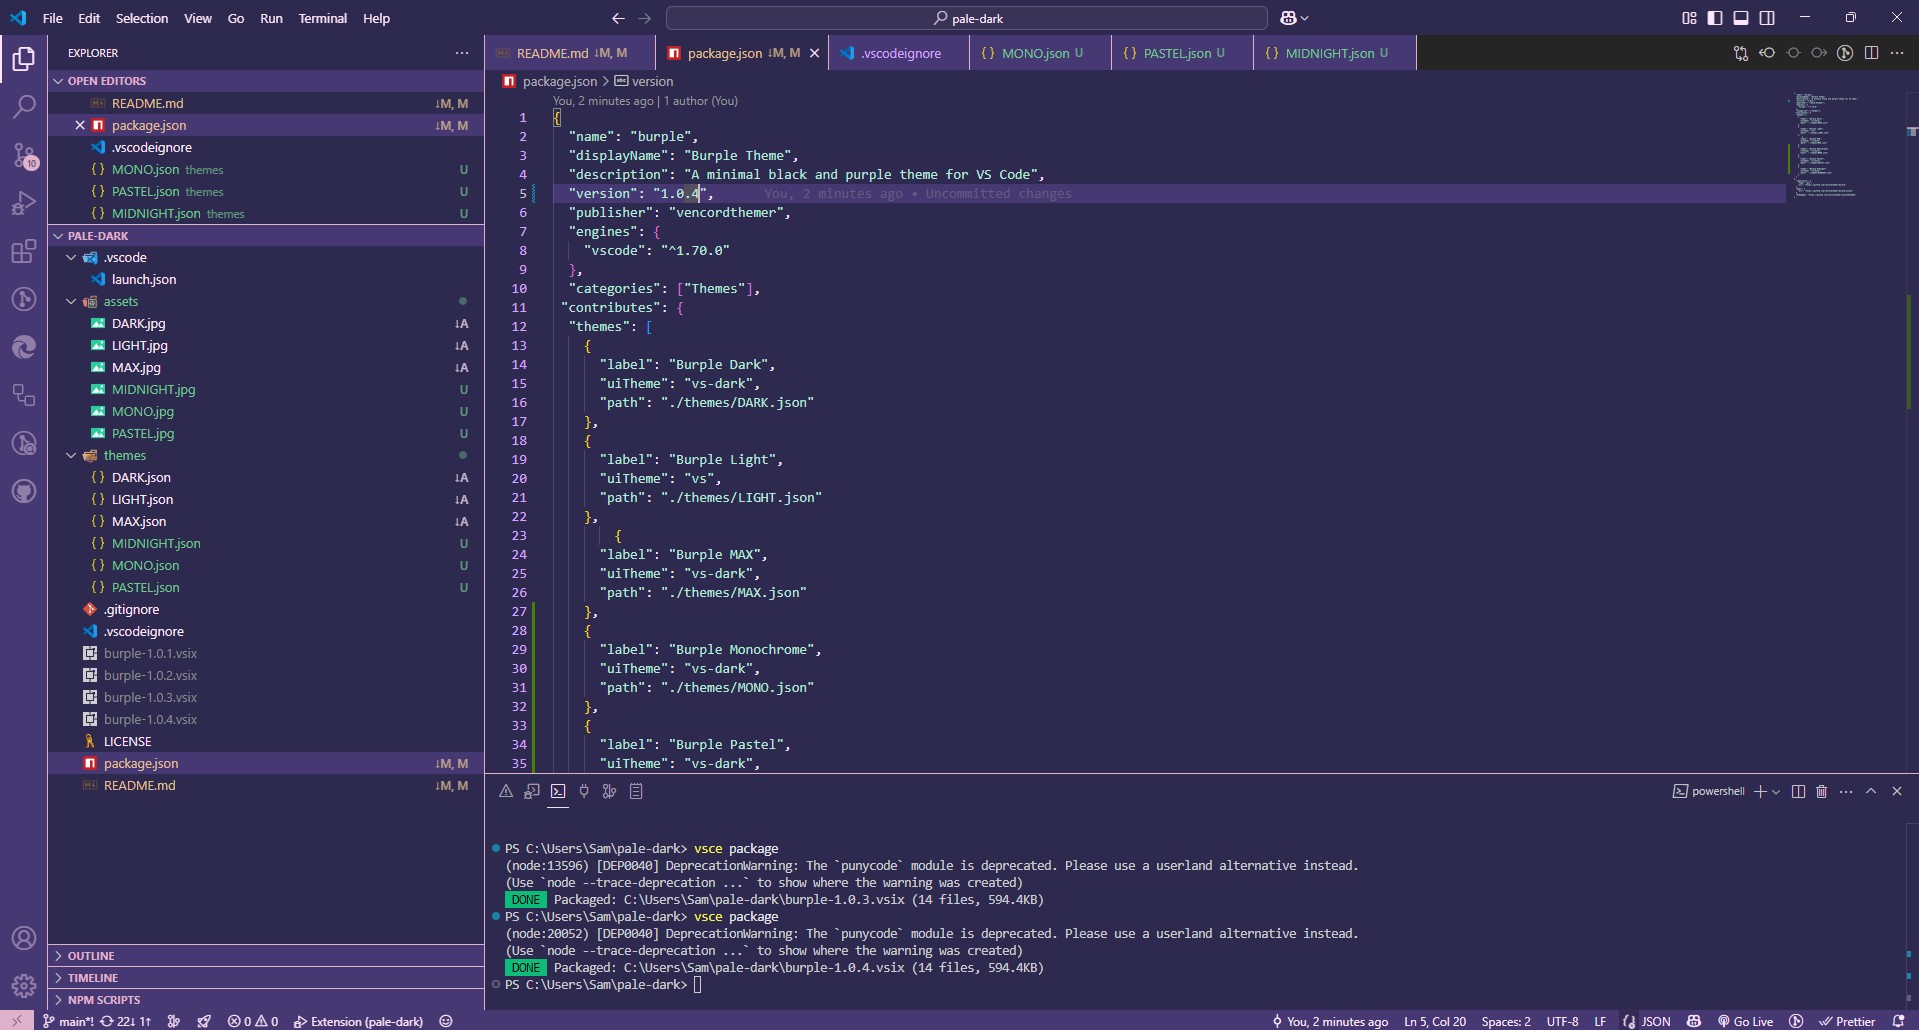 File Edit Selection View Go Run Terminal Help
pale-dark
EXPLORER
OPEN EDITORS
README.md ↓M, M
package.json ↓M, M
.vscodeignore
MONO.json themes U
PASTEL.json themes U
MIDNIGHT.json themes U
PALE-DARK
.vscode
launch.json
assets
DARK.jpg ↓A
LIGHT.jpg ↓A
MAX.jpg ↓A
MIDNIGHT.jpg U
MONO.jpg U
PASTEL.jpg U
themes
DARK.json ↓A
LIGHT.json ↓A
MAX.json ↓A
MIDNIGHT.json U
MONO.json U
PASTEL.json U
.gitignore
.vscodeignore
burple-1.0.1.vsix
burple-1.0.2.vsix
burple-1.0.3.vsix
burple-1.0.4.vsix
LICENSE
package.json ↓M, M
README.md ↓M, M
OUTLINE
TIMELINE
NPM SCRIPTS
10
README.md ↓M, M package.json ↓M, M .vscodeignore {} MONO.json U {} PASTEL.json U {} MIDNIGHT.json U
package.json > abc version
You, 2 minutes ago | 1 author (You)
1 {
2 "name": "burple",
3 "displayName": "Burple Theme",
4 "description": "A minimal black and purple theme for VS Code",
5 "version": "1.0.4", You, 2 minutes ago • Uncommitted changes
6 "publisher": "vencordthemer",
7 "engines": {
8 "vscode": "^1.70.0"
9 },
10 "categories": ["Themes"],
11 "contributes": {
12 "themes": [
13 {
14 "label": "Burple Dark",
15 "uiTheme": "vs-dark",
16 "path": "./themes/DARK.json"
17 },
18 {
19 "label": "Burple Light",
20 "uiTheme": "vs",
21 "path": "./themes/LIGHT.json"
22 },
23 {
24 "label": "Burple MAX",
25 "uiTheme": "vs-dark",
26 "path": "./themes/MAX.json"
27 },
28 {
29 "label": "Burple Monochrome",
30 "uiTheme": "vs-dark",
31 "path": "./themes/MONO.json"
32 },
33 {
34 "label": "Burple Pastel",
35 "uiTheme": "vs-dark",
powershell
PS C:\Users\Sam\pale-dark> vsce package
(node:13596) [DEP0040] DeprecationWarning: The `punycode` module is deprecated. Please use a userland alternative instead.
(Use `node --trace-deprecation ...` to show where the warning was created)
DONE Packaged: C:\Users\Sam\pale-dark\burple-1.0.3.vsix (14 files, 594.4KB)
PS C:\Users\Sam\pale-dark> vsce package
(node:20052) [DEP0040] DeprecationWarning: The `punycode` module is deprecated. Please use a userland alternative instead.
(Use `node --trace-deprecation ...` to show where the warning was created)
DONE Packaged: C:\Users\Sam\pale-dark\burple-1.0.4.vsix (14 files, 594.4KB)
PS C:\Users\Sam\pale-dark>
main*! 22↓ 1↑ 0 0 Extension (pale-dark) You, 2 minutes ago Ln 5, Col 20 Spaces: 2 UTF-8 LF {} JSON Go Live Prettier